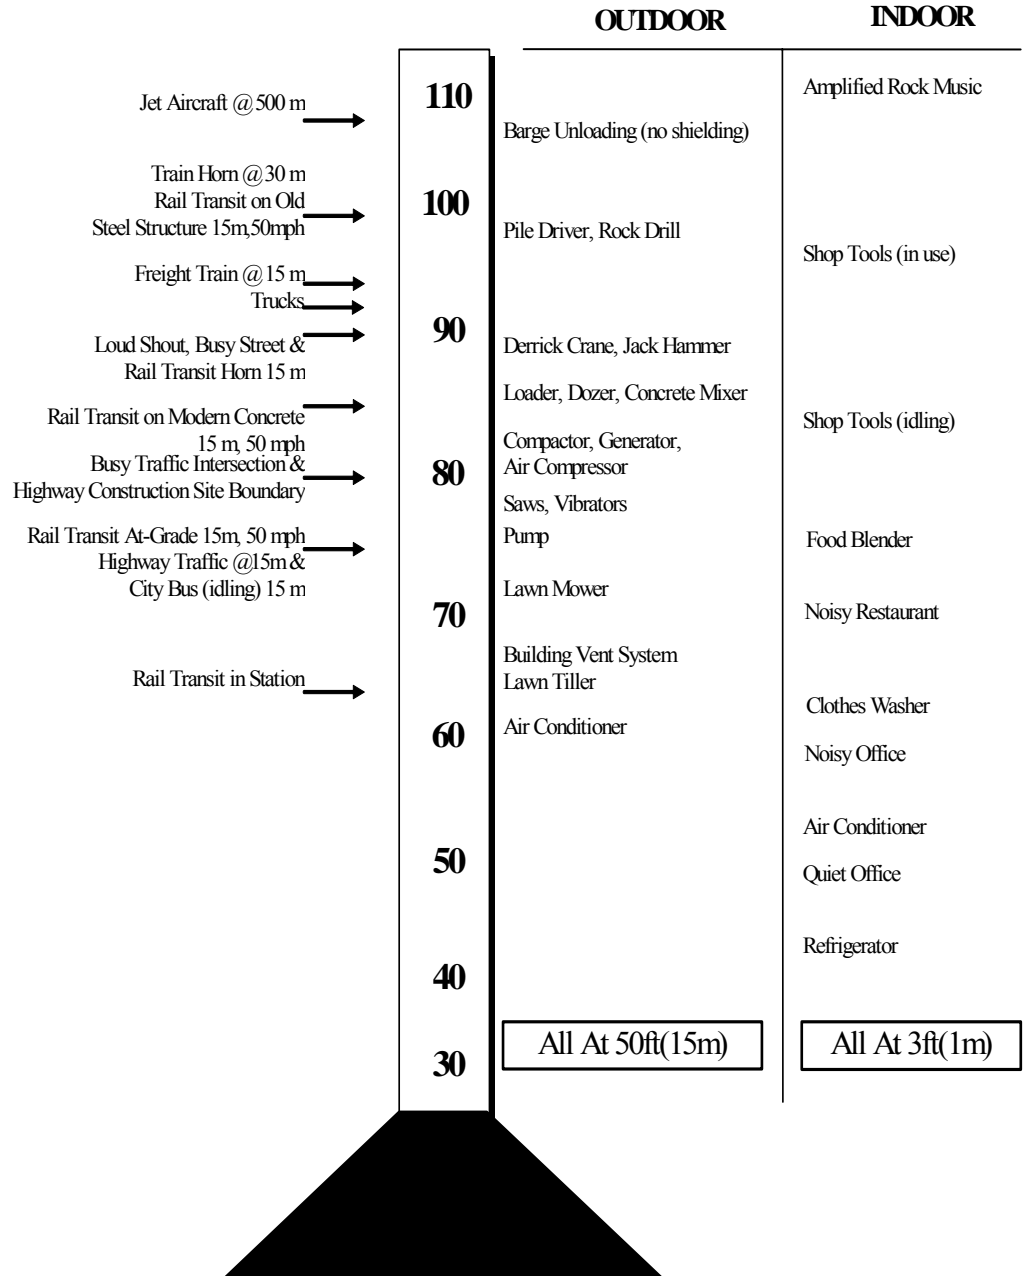 OUTDOOR
INDOOR
Jet Aircraft @ 500 m
Train Horn @ 30 m
Rail Transit on Old
Steel Structure 15m,50mph
Freight Train @ 15 m
Trucks
Loud Shout, Busy Street &
Rail Transit Horn 15 m
Rail Transit on Modern Concrete
15 m, 50 mph
Busy Traffic Intersection &
Highway Construction Site Boundary
Rail Transit At-Grade 15m, 50 mph
Highway Traffic @15m &
City Bus (idling) 15 m
Rail Transit in Station
110
100
90
80
70
60
50
40
30
Barge Unloading (no shielding)
Pile Driver, Rock Drill
Derrick Crane, Jack Hammer
Loader, Dozer, Concrete Mixer
Compactor, Generator,
Air Compressor
Saws, Vibrators
Pump
Lawn Mower
Building Vent System
Lawn Tiller
Air Conditioner
All At 50ft(15m)
Amplified Rock Music
Shop Tools (in use)
Shop Tools (idling)
Food Blender
Noisy Restaurant
Clothes Washer
Noisy Office
Air Conditioner
Quiet Office
Refrigerator
All At 3ft(1m)